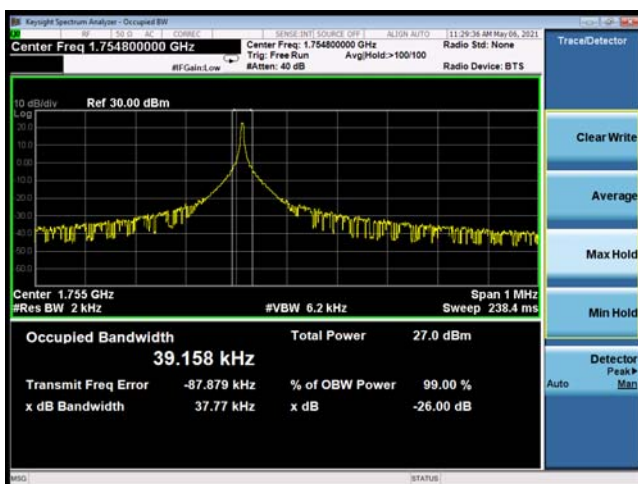 Keysight Spectrum Analyzer - Occupied BW
RF 50 Ω AC CORREC SENSE:INT SOURCE OFF ALIGN AUTO 11:29:36 AM May 06, 2021
Center Freq 1.754800000 GHz
Center Freq: 1.754800000 GHz
Radio Std: None
Trig: Free Run Avg|Hold:>100/100
#IFGain:Low #Atten: 40 dB Radio Device: BTS
Trace/Detector
10 dB/div Ref 30.00 dBm
Log
20.0
10.0
0.00
-10.0
-20.0
-30.0
-40.0
-50.0
-60.0
Clear Write
Average
Max Hold
Min Hold
Detector
Peak▶
Auto Man
Center 1.755 GHz Span 1 MHz
#Res BW 2 kHz #VBW 6.2 kHz Sweep 238.4 ms
Occupied Bandwidth Total Power 27.0 dBm
39.158 kHz
Transmit Freq Error -87.879 kHz % of OBW Power 99.00 %
x dB Bandwidth 37.77 kHz x dB -26.00 dB
MSG STATUS